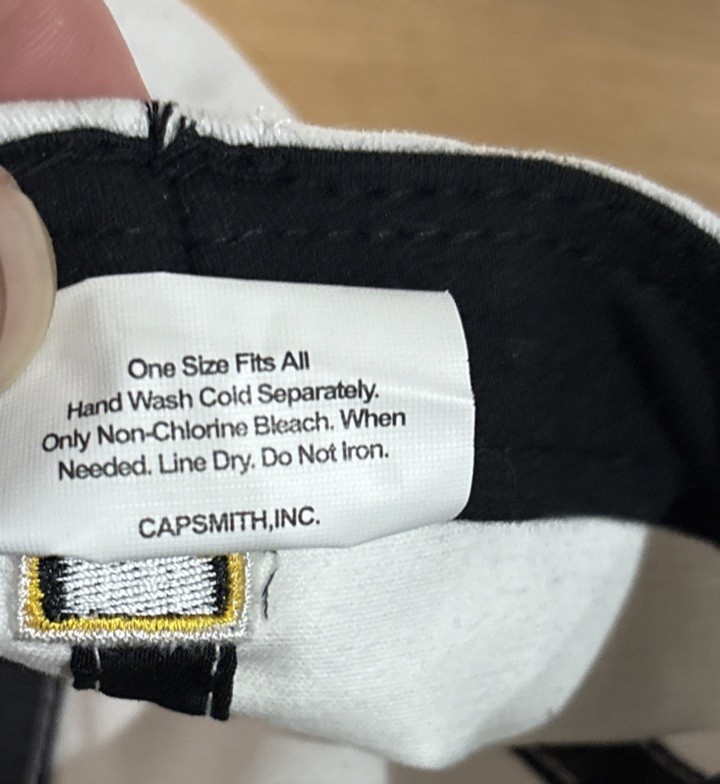 One Size Fits All
Hand Wash Cold Separately.
Only Non-Chlorine Bleach. When
Needed. Line Dry. Do Not Iron.
CAPSMITH,INC.